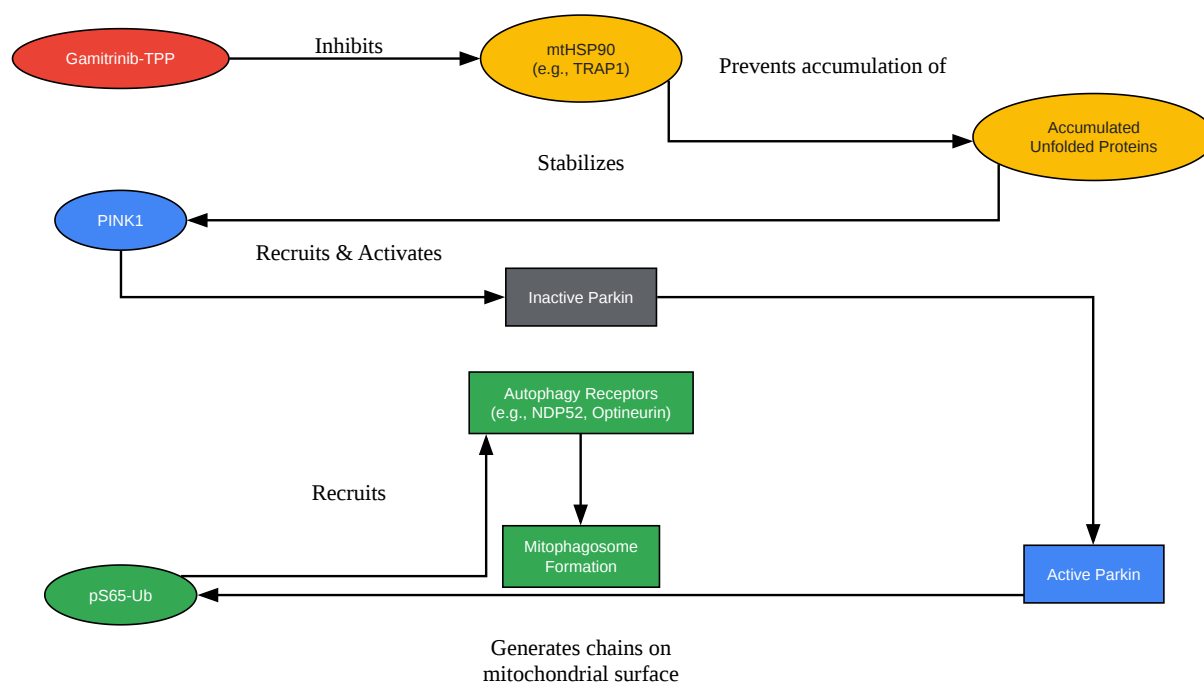 Gamitrinib-TPP
Inhibits
mtHSP90
(e.g., TRAP1)
Prevents accumulation of
Accumulated
Unfolded Proteins
Stabilizes
PINK1
Recruits & Activates
Inactive Parkin
Autophagy Receptors
(e.g., NDP52, Optineurin)
Recruits
Mitophagosome
Formation
Active Parkin
pS65-Ub
Generates chains on
mitochondrial surface